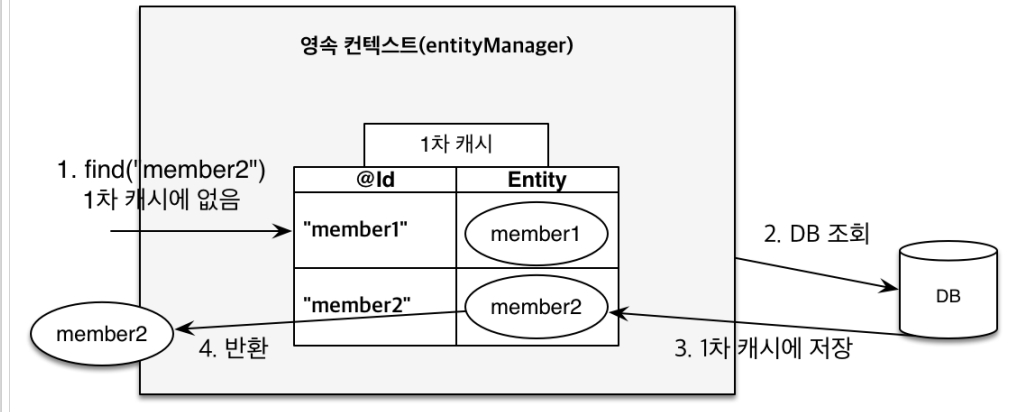 영속 컨텍스트(entityManager)
1차 캐시
1. find("member2")
1차 캐시에 없음
@Id
Entity
"member1"
member1
2. DB 조회
DB
"member2"
member2
member2
4. 반환
3. 1차 캐시에 저장